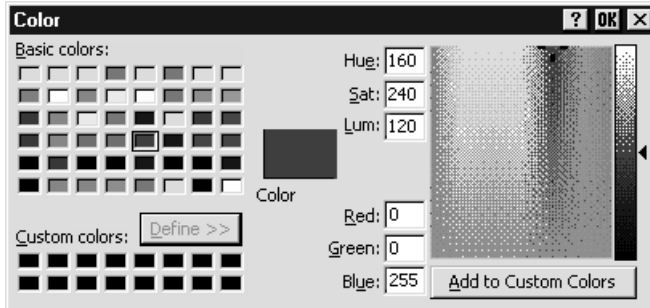 Color ? OK ×
Basic colors:
Hue: 160
Sat: 240
Lum: 120
Color
Define >>
Custom colors:
Red: 0
Green: 0
Blue: 255
Add to Custom Colors